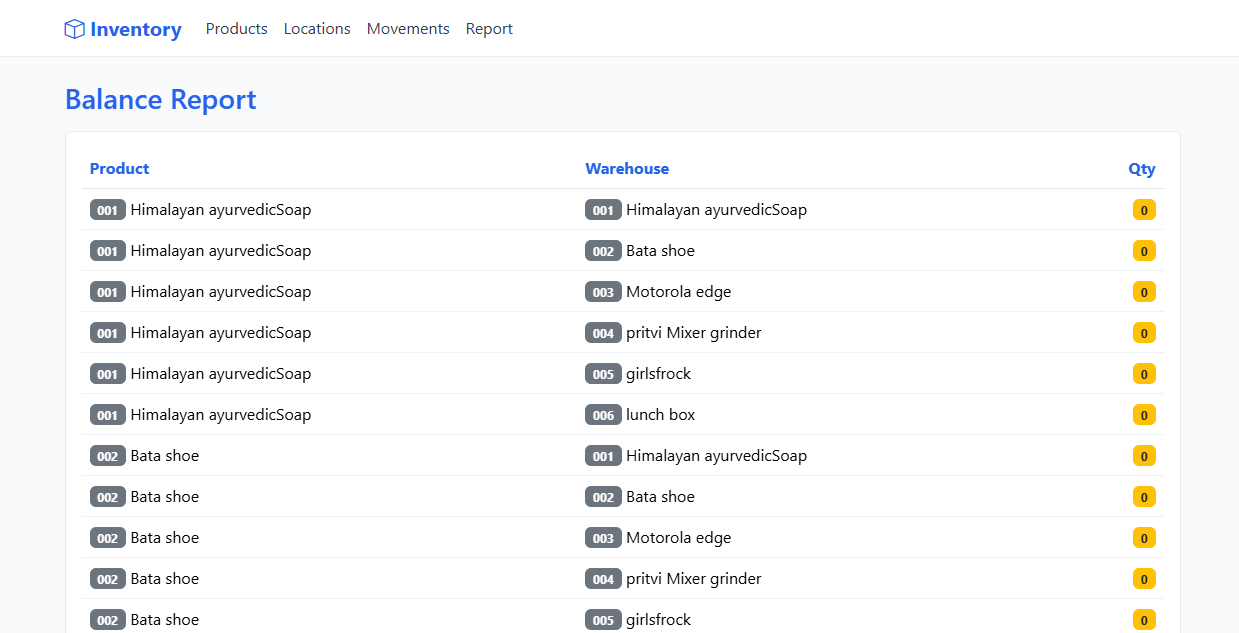 Inventory Products Locations Movements Report
Balance Report
Product Warehouse Qty
001 Himalayan ayurvedicSoap 001 Himalayan ayurvedicSoap 0
001 Himalayan ayurvedicSoap 002 Bata shoe 0
001 Himalayan ayurvedicSoap 003 Motorola edge 0
001 Himalayan ayurvedicSoap 004 pritvi Mixer grinder 0
001 Himalayan ayurvedicSoap 005 girlsfrock 0
001 Himalayan ayurvedicSoap 006 lunch box 0
002 Bata shoe 001 Himalayan ayurvedicSoap 0
002 Bata shoe 002 Bata shoe 0
002 Bata shoe 003 Motorola edge 0
002 Bata shoe 004 pritvi Mixer grinder 0
002 Bata shoe 005 girlsfrock 0